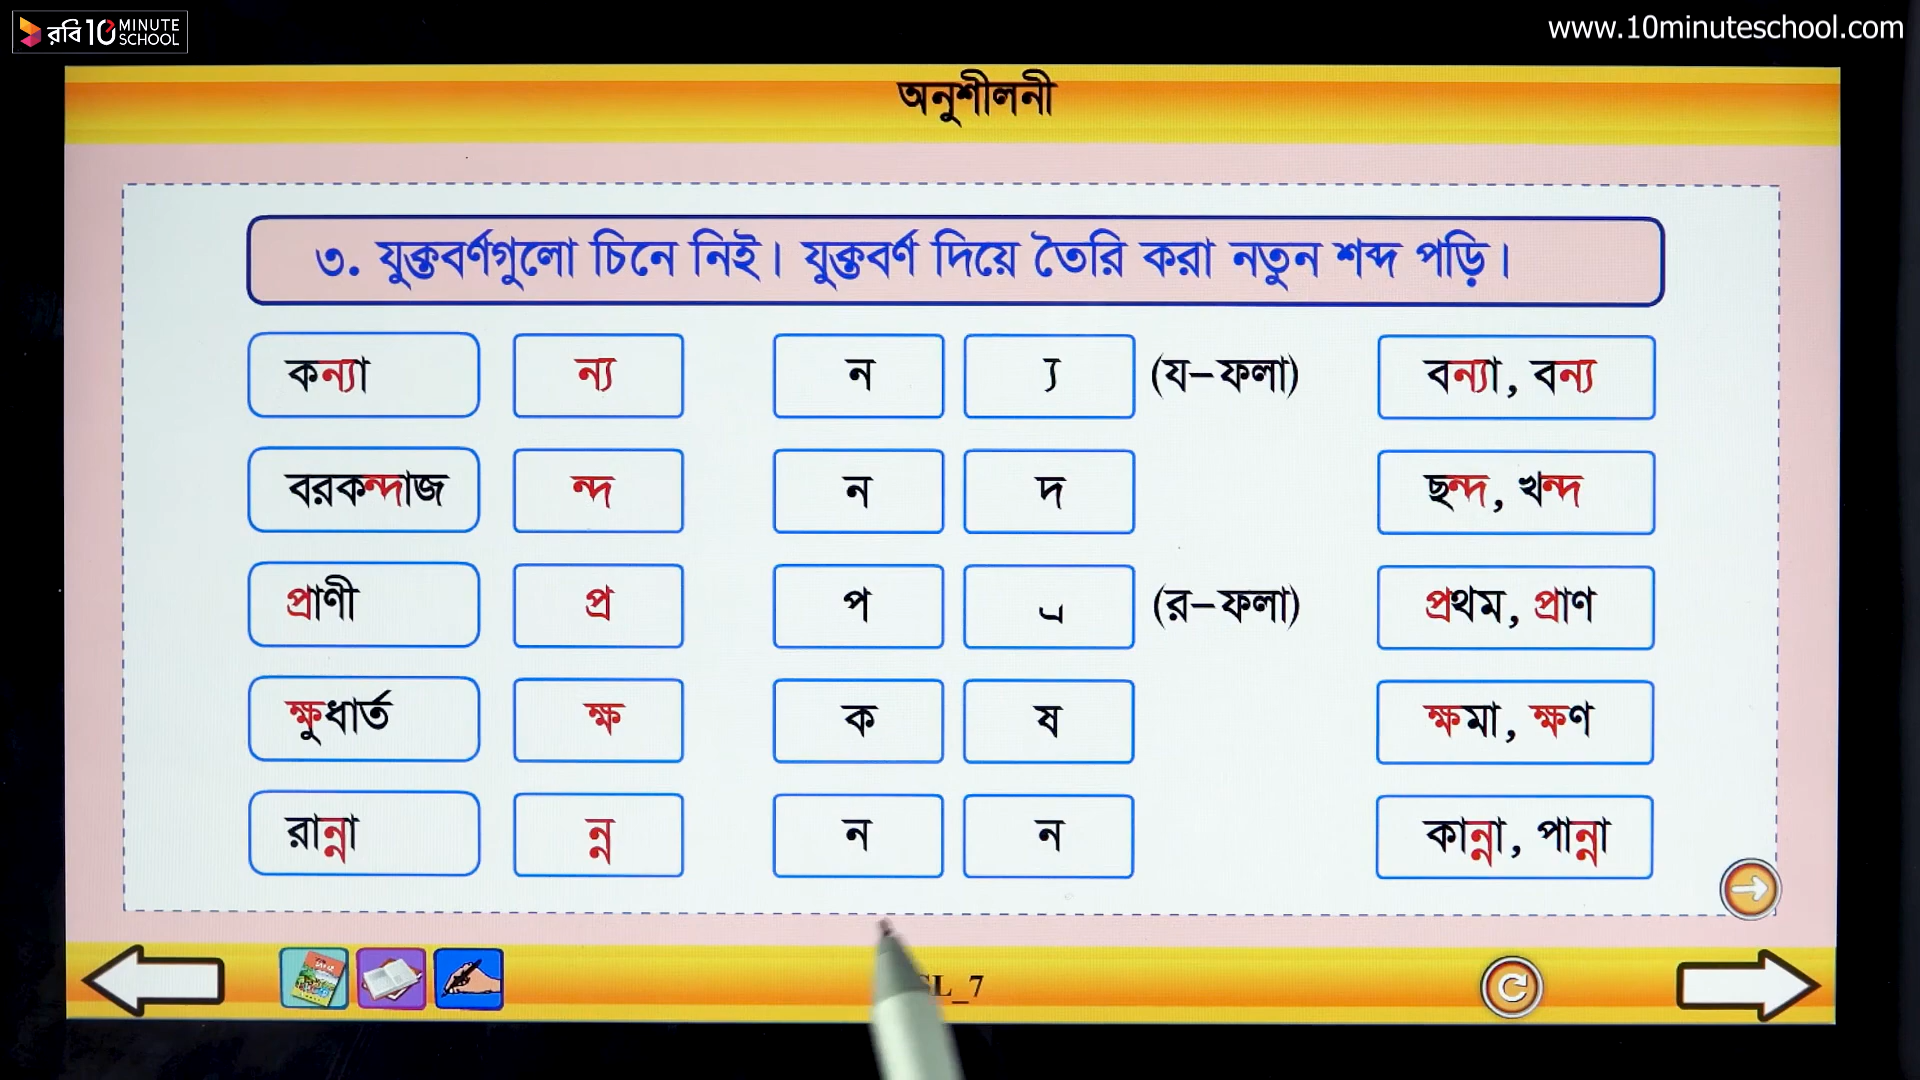 রবি 10 MINUTE SCHOOL
www.10minuteschool.com
অনুশীলনী
৩. যুক্তবর্ণগুলো চিনে নিই। যুক্তবর্ণ দিয়ে তৈরি করা নতুন শব্দ পড়ি।
কন্যা ন্য ন ্য (য-ফলা) বন্যা, বন্য
বরকন্দাজ ন্দ ন দ ছন্দ, খন্দ
প্রাণী প্র প ্র (র-ফলা) প্রথম, প্রাণ
ক্ষুধার্ত ক্ষ ক ষ ক্ষমা, ক্ষণ
রান্না ন্ন ন ন কান্না, পান্না
L_7